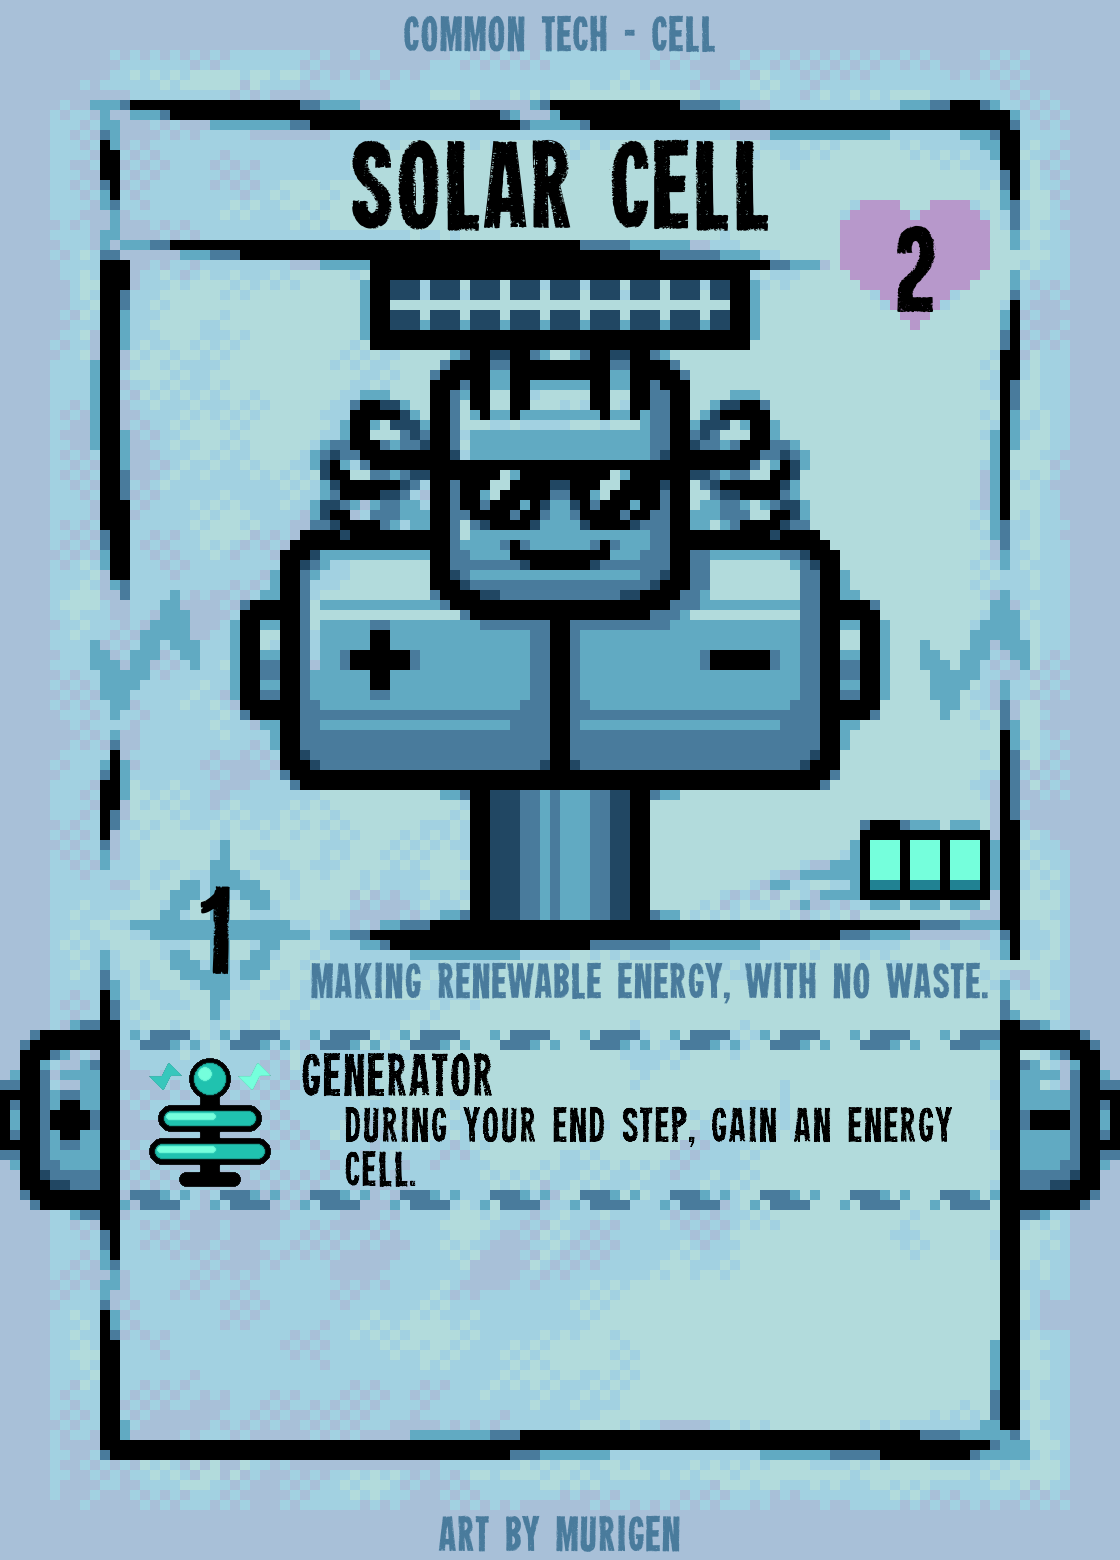 COMMON TECH - CELL
SOLAR CELL
2
+ -
1
MAKING RENEWABLE ENERGY, WITH NO WASTE.
GENERATOR
DURING YOUR END STEP, GAIN AN ENERGY
CELL.
+ -
ART BY MURIGEN